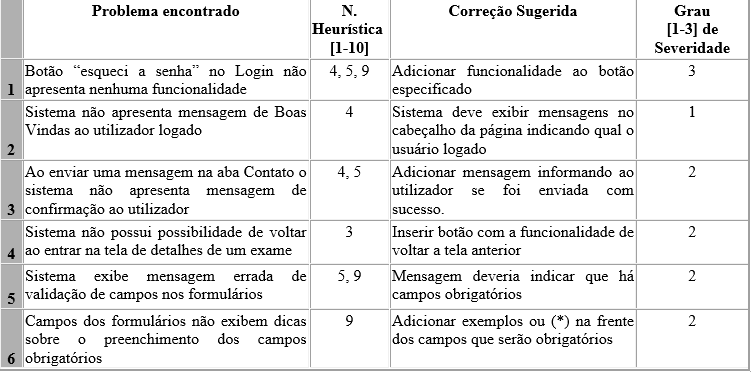 Problema encontrado
N. Heurística [1-10]
Correção Sugerida
Grau [1-3] de Severidade
1
Botão “esqueci a senha” no Login não
apresenta nenhuma funcionalidade
4, 5, 9
Adicionar funcionalidade ao botão
especificado
3
2
Sistema não apresenta mensagem de Boas
Vindas ao utilizador logado
4
Sistema deve exibir mensagens no
cabeçalho da página indicando qual o
usuário logado
1
3
Ao enviar uma mensagem na aba Contato o
sistema não apresenta mensagem de
confirmação ao utilizador
4, 5
Adicionar mensagem informando ao
utilizador se foi enviada com
sucesso.
2
4
Sistema não possui possibilidade de voltar
ao entrar na tela de detalhes de um exame
3
Inserir botão com a funcionalidade de
voltar a tela anterior
2
5
Sistema exibe mensagem errada de
validação de campos nos formulários
5, 9
Mensagem deveria indicar que há
campos obrigatórios
2
6
Campos dos formulários não exibem dicas
sobre o preenchimento dos campos
obrigatórios
9
Adicionar exemplos ou (*) na frente
dos campos que serão obrigatórios
2